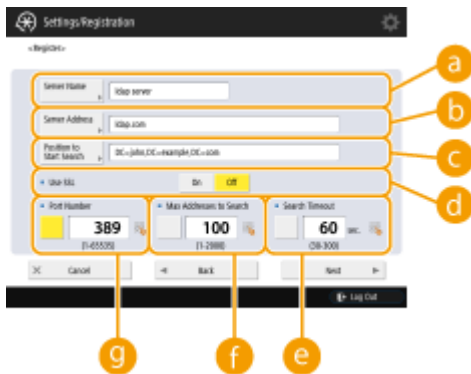 Settings/Registration
<Register>
a
Server Name
ldap server
b
Server Address
ldap.com
c
Position to
Start Search
DC=john,DC=example,DC=com
d
Use TLS
On
Off
Port Number
389
(1-65535)
Max Addresses to Search
100
(1-2000)
Search Timeout
60
sec.
(30-300)
Cancel
Back
Next
Log Out
g
f
e